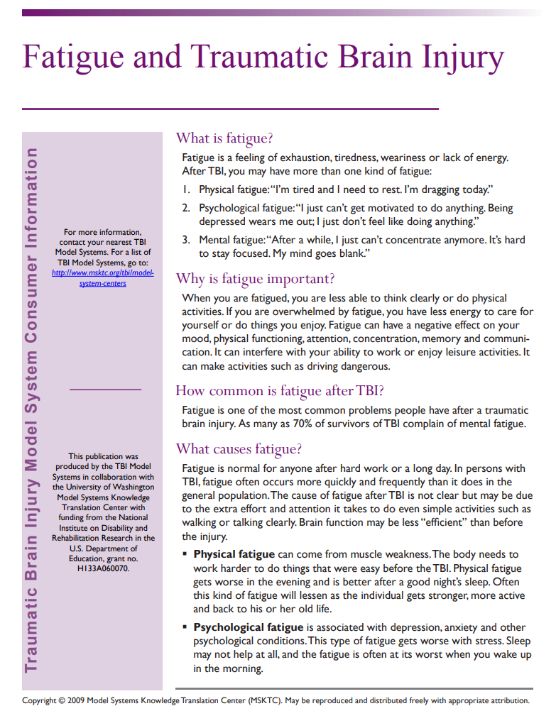 Fatigue and Traumatic Brain Injury
Traumatic Brain Injury Model System Consumer Information
For more information,
contact your nearest TBI
Model Systems. For a list of
TBI Model Systems, go to:
http://www.msktc.org/tbi/model-
system-centers
This publication was
produced by the TBI Model
Systems in collaboration with
the University of Washington
Model Systems Knowledge
Translation Center with
funding from the National
Institute on Disability and
Rehabilitation Research in the
U.S. Department of
Education, grant no.
H133A060070.
What is fatigue?
Fatigue is a feeling of exhaustion, tiredness, weariness or lack of energy.
After TBI, you may have more than one kind of fatigue:
1. Physical fatigue: “I’m tired and I need to rest. I’m dragging today.”
2. Psychological fatigue: “I just can’t get motivated to do anything. Being
depressed wears me out; I just don’t feel like doing anything.”
3. Mental fatigue: “After a while, I just can’t concentrate anymore. It’s hard
to stay focused. My mind goes blank.”
Why is fatigue important?
When you are fatigued, you are less able to think clearly or do physical
activities. If you are overwhelmed by fatigue, you have less energy to care for
yourself or do things you enjoy. Fatigue can have a negative effect on your
mood, physical functioning, attention, concentration, memory and communi-
cation. It can interfere with your ability to work or enjoy leisure activities. It
can make activities such as driving dangerous.
How common is fatigue after TBI?
Fatigue is one of the most common problems people have after a traumatic
brain injury. As many as 70% of survivors of TBI complain of mental fatigue.
What causes fatigue?
Fatigue is normal for anyone after hard work or a long day. In persons with
TBI, fatigue often occurs more quickly and frequently than it does in the
general population. The cause of fatigue after TBI is not clear but may be due
to the extra effort and attention it takes to do even simple activities such as
walking or talking clearly. Brain function may be less “efficient” than before
the injury.
▪ Physical fatigue can come from muscle weakness. The body needs to
work harder to do things that were easy before the TBI. Physical fatigue
gets worse in the evening and is better after a good night’s sleep. Often
this kind of fatigue will lessen as the individual gets stronger, more active
and back to his or her old life.
▪ Psychological fatigue is associated with depression, anxiety and other
psychological conditions. This type of fatigue gets worse with stress. Sleep
may not help at all, and the fatigue is often at its worst when you wake up
in the morning.
Copyright © 2009 Model Systems Knowledge Translation Center (MSKTC). May be reproduced and distributed freely with appropriate attribution.